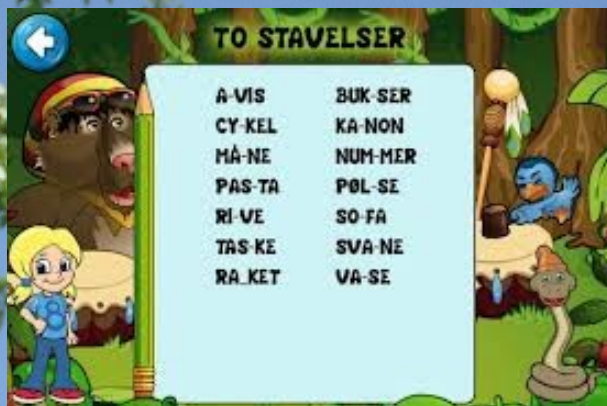 TO STAVELSER
A-VIS
CY-KEL
MÅ-NE
PAS-TA
RI-VE
TAS-KE
RA_KET
BUK-SER
KA-NON
NUM-MER
PØL-SE
SO-FA
SVA-NE
VA-SE
8